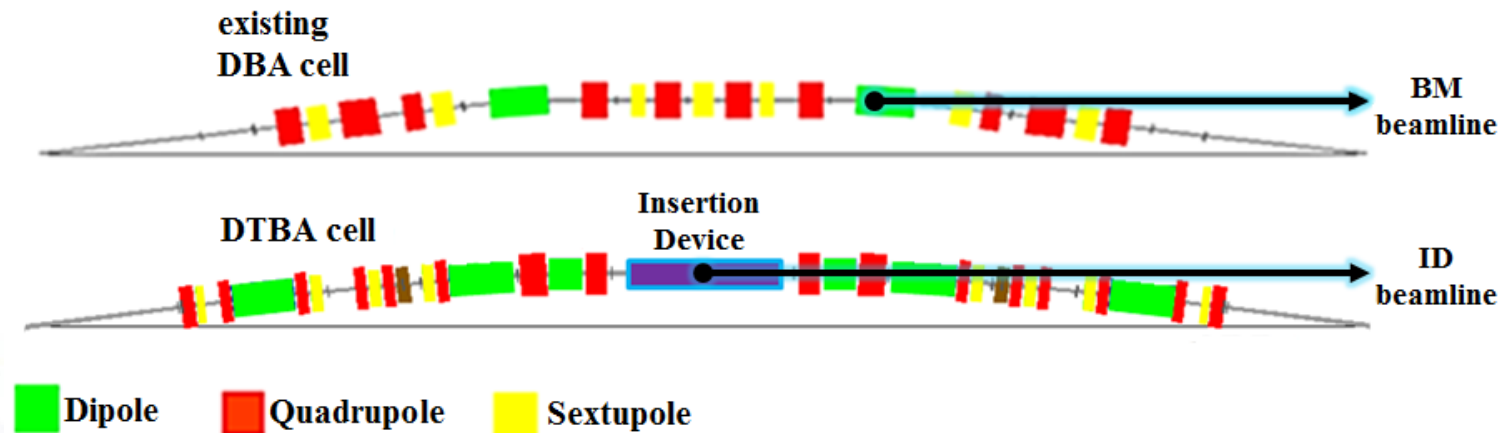 existing
DBA cell
BM
beamline
Insertion
Device
DTBA cell
ID
beamline
Dipole
Quadrupole
Sextupole